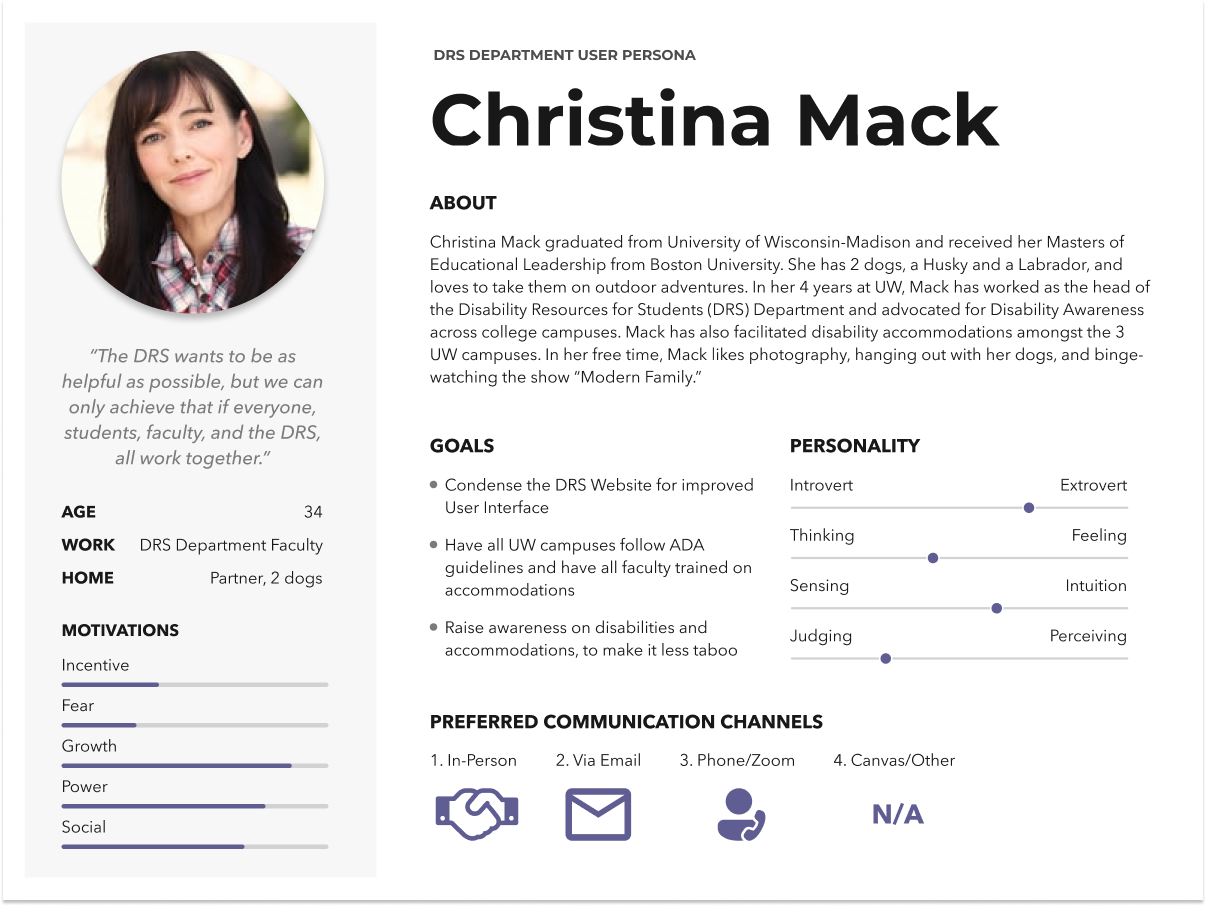 DRS DEPARTMENT USER PERSONA
Christina Mack
ABOUT
Christina Mack graduated from University of Wisconsin-Madison and received her Masters of
Educational Leadership from Boston University. She has 2 dogs, a Husky and a Labrador, and
loves to take them on outdoor adventures. In her 4 years at UW, Mack has worked as the head of
the Disability Resources for Students (DRS) Department and advocated for Disability Awareness
across college campuses. Mack has also facilitated disability accommodations amongst the 3
UW campuses. In her free time, Mack likes photography, hanging out with her dogs, and binge-
watching the show “Modern Family.”
“The DRS wants to be as
helpful as possible, but we can
only achieve that if everyone,
students, faculty, and the DRS,
all work together.”
AGE 34
WORK DRS Department Faculty
HOME Partner, 2 dogs
MOTIVATIONS
Incentive
Fear
Growth
Power
Social
GOALS
Condense the DRS Website for improved
User Interface
Have all UW campuses follow ADA
guidelines and have all faculty trained on
accommodations
Raise awareness on disabilities and
accommodations, to make it less taboo
PERSONALITY
Introvert Extrovert
Thinking Feeling
Sensing Intuition
Judging Perceiving
PREFERRED COMMUNICATION CHANNELS
1. In-Person 2. Via Email 3. Phone/Zoom 4. Canvas/Other
N/A